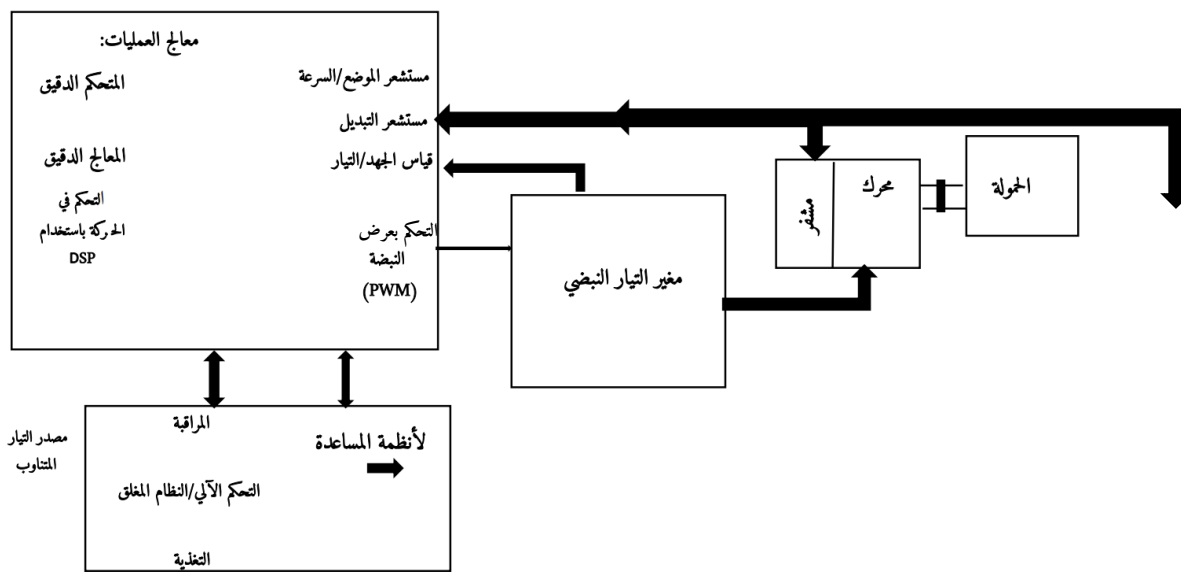 معالج العمليات:
مستشعر الموضع/السرعة
المتحكم الدقيق
مستشعر التبديل
المعالج الدقيق
قياس الجهد/التيار
التحكم في
الحركة باستخدام
DSP
التحكم بعرض
النبضة
(PWM)
مغير التيار النبضي
مشفر
محرك
الحمولة
مصدر التيار
المتناوب
المراقبة
لأنظمة المساعدة
التحكم الآلي/النظام المغلق
التغذية